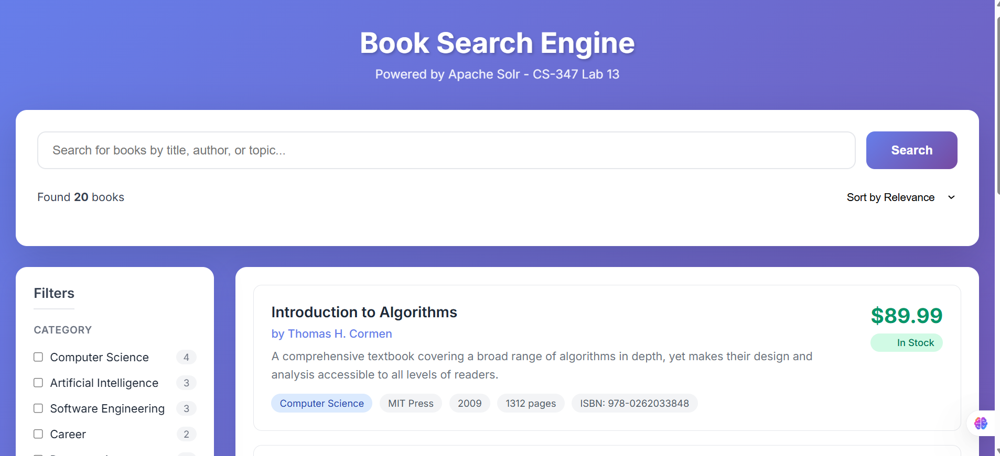 Book Search Engine
Powered by Apache Solr - CS-347 Lab 13
Search for books by title, author, or topic...
Search
Found 20 books
Sort by Relevance
Filters
CATEGORY
Computer Science 4
Artificial Intelligence 3
Software Engineering 3
Career 2
Introduction to Algorithms
$89.99
by Thomas H. Cormen
In Stock
A comprehensive textbook covering a broad range of algorithms in depth, yet makes their design and
analysis accessible to all levels of readers.
Computer Science MIT Press 2009 1312 pages ISBN: 978-0262033848